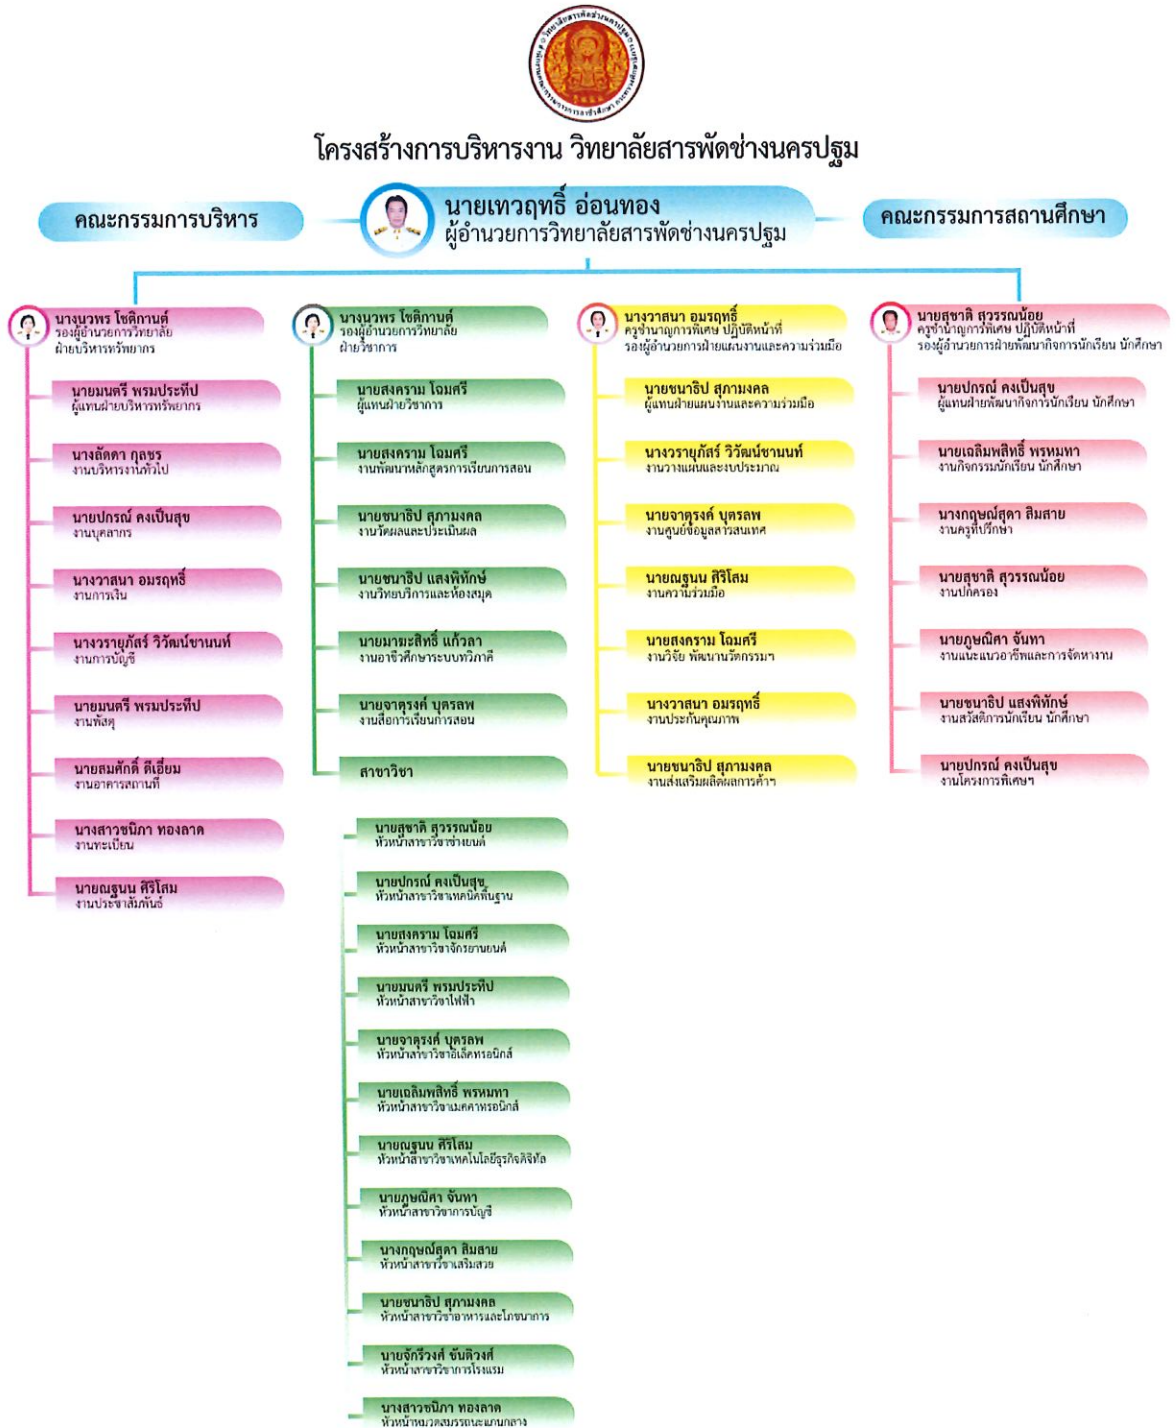 โครงสร้างการบริหารงาน วิทยาลัยสารพัดช่างนครปฐม
คณะกรรมการบริหาร
นายเทวฤทธิ์ อ่อนทอง
ผู้อำนวยการวิทยาลัยสารพัดช่างนครปฐม
คณะกรรมการสถานศึกษา
นางนวพร โชติกานต์
รองผู้อำนวยการวิทยาลัย
ฝ่ายบริหารทรัพยากร
นายมนตรี พรมประทีป
ผู้แทนฝ่ายบริหารทรัพยากร
นางลัดดา กุลชร
งานบริหารงานทั่วไป
นายปกรณ์ คงเป็นสุข
งานบุคลากร
นางวาสนา อมรฤทธิ์
งานการเงิน
นางวรายุภัสร์ วิวัฒน์ชานนท์
งานการบัญชี
นายมนตรี พรมประทีป
งานพัสดุ
นายสมศักดิ์ ดีเอี่ยม
งานอาคารสถานที่
นางสาวชนิภา ทองลาด
งานทะเบียน
นายณฐนน ศิริโสม
งานประชาสัมพันธ์
นางนวพร โชติกานต์
รองผู้อำนวยการวิทยาลัย
ฝ่ายวิชาการ
นายสงคราม โฉมศรี
ผู้แทนฝ่ายวิชาการ
นายสงคราม โฉมศรี
งานพัฒนาหลักสูตรการเรียนการสอน
นายชนาธิป สุภามงคล
งานวัดผลและประเมินผล
นายชนาธิป แสงพิทักษ์
งานวิทยบริการและห้องสมุด
นายมาฆะสิทธิ์ แก้วลา
งานอาชีวศึกษาระบบทวิภาคี
นายจาตุรงค์ บุตรลพ
งานสื่อการเรียนการสอน
สาขาวิชา
นายสุชาติ สุวรรณน้อย
หัวหน้าสาขาวิชาช่างยนต์
นายปกรณ์ คงเป็นสุข
หัวหน้าสาขาวิชาเทคนิคพื้นฐาน
นายสงคราม โฉมศรี
หัวหน้าสาขาวิชาจักรยานยนต์
นายมนตรี พรมประทีป
หัวหน้าสาขาวิชาไฟฟ้า
นายจาตุรงค์ บุตรลพ
หัวหน้าสาขาวิชาอิเล็คทรอนิกส์
นายเฉลิมพสิทธิ์ พรหมทา
หัวหน้าสาขาวิชาเมคคาทรอนิกส์
นายณฐนน ศิริโสม
หัวหน้าสาขาวิชาเทคโนโลยีธุรกิจดิจิทัล
นายภูษณิศา จันทา
หัวหน้าสาขาวิชาการบัญชี
นางกฤษณ์สุดา สิมสาย
หัวหน้าสาขาวิชาเสริมสวย
นายชนาธิป สุภามงคล
หัวหน้าสาขาวิชาอาหารและโภชนาการ
นายจักรีวงศ์ ขันติวงศ์
หัวหน้าสาขาวิชาการโรงแรม
นางสาวชนิภา ทองลาด
หัวหน้าหมวดสมรรถนะแกนกลาง
นางวาสนา อมรฤทธิ์
ครูชำนาญการพิเศษ ปฏิบัติหน้าที่
รองผู้อำนวยการฝ่ายแผนงานและความร่วมมือ
นายชนาธิป สุภามงคล
ผู้แทนฝ่ายแผนงานและความร่วมมือ
นางวรายุภัสร์ วิวัฒน์ชานนท์
งานวางแผนและงบประมาณ
นายจาตุรงค์ บุตรลพ
งานศูนย์ข้อมูลสารสนเทศ
นายณฐนน ศิริโสม
งานความร่วมมือ
นายสงคราม โฉมศรี
งานวิจัย พัฒนานวัตกรรมฯ
นางวาสนา อมรฤทธิ์
งานประกันคุณภาพ
นายชนาธิป สุภามงคล
งานส่งเสริมผลิตผลการค้าฯ
นายสุชาติ สุวรรณน้อย
ครูชำนาญการพิเศษ ปฏิบัติหน้าที่
รองผู้อำนวยการฝ่ายพัฒนากิจการนักเรียน นักศึกษา
นายปกรณ์ คงเป็นสุข
ผู้แทนฝ่ายพัฒนากิจการนักเรียน นักศึกษา
นายเฉลิมพสิทธิ์ พรหมทา
งานกิจกรรมนักเรียน นักศึกษา
นางกฤษณ์สุดา สิมสาย
งานครูที่ปรึกษา
นายสุชาติ สุวรรณน้อย
งานปกครอง
นายภูษณิศา จันทา
งานแนะแนวอาชีพและการจัดหางาน
นายชนาธิป แสงพิทักษ์
งานสวัสดิการนักเรียน นักศึกษา
นายปกรณ์ คงเป็นสุข
งานโครงการพิเศษฯ